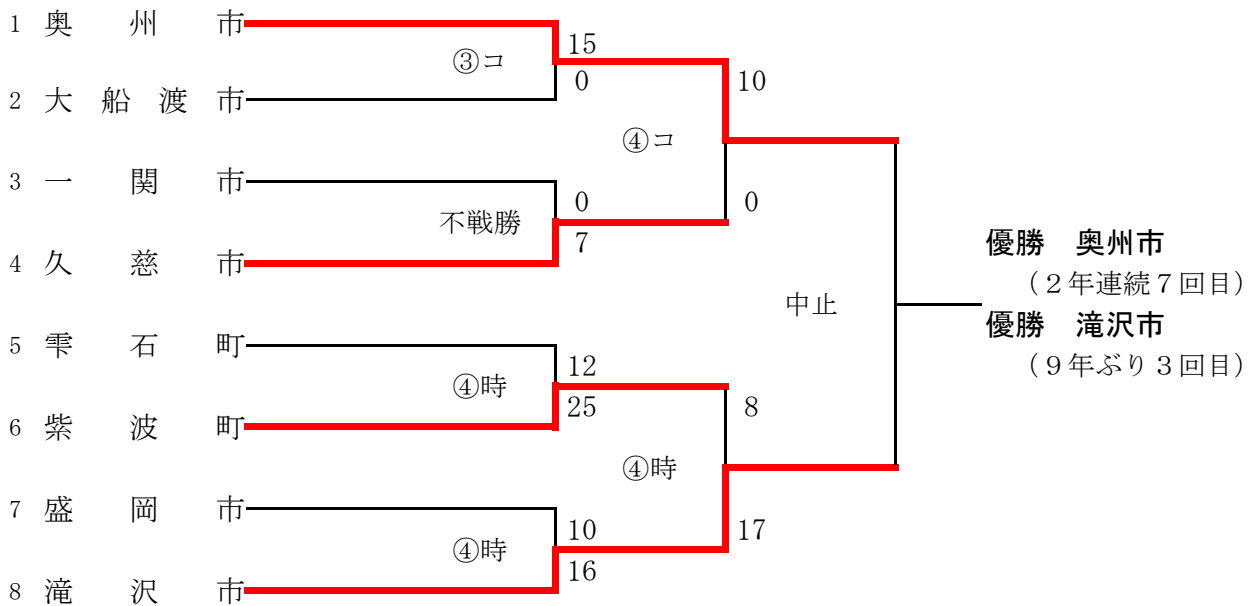 1 奥州市
15
③コ
0
2 大船渡市
10
④コ
3 一関市
0
0
不戦勝
7
4 久慈市
優勝 奥州市
(2年連続7回目)
中止
優勝 滝沢市
(9年ぶり3回目)
5 雫石町
12
④時
25
8
6 紫波町
④時
7 盛岡市
10
17
④時
16
8 滝沢市